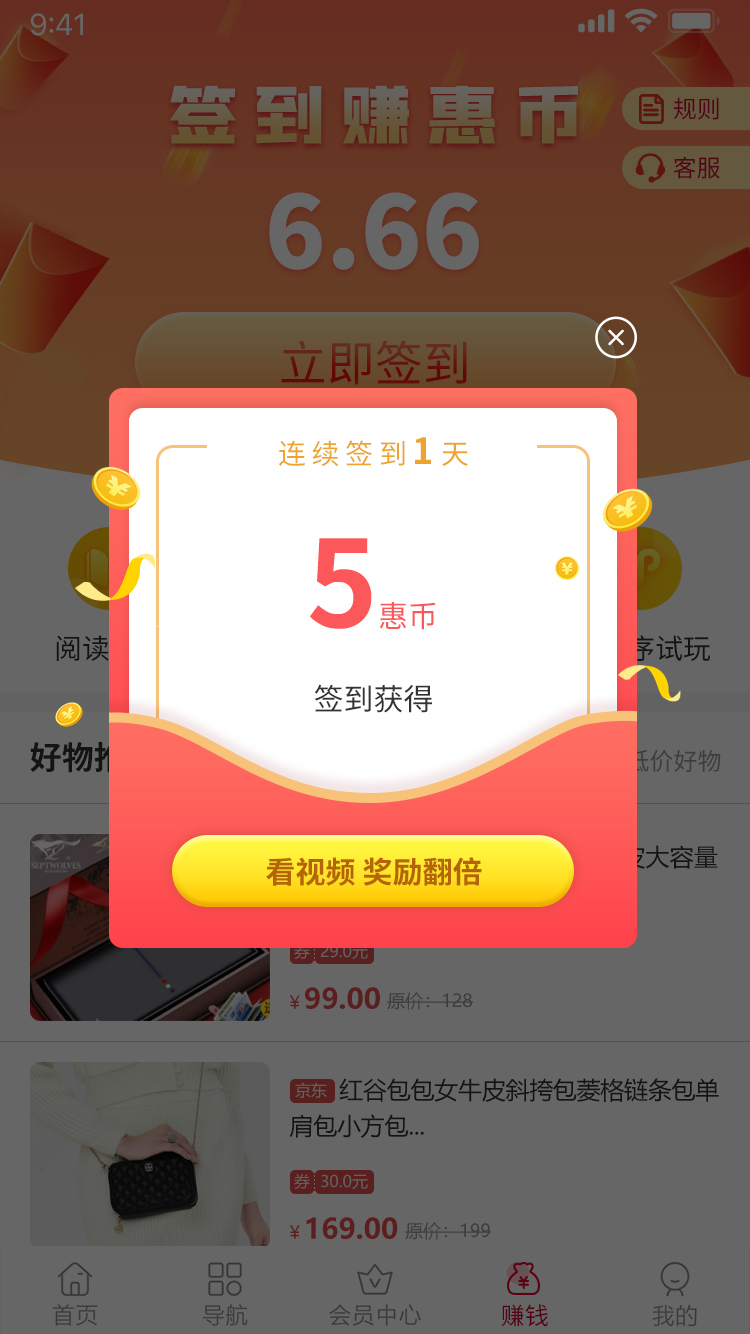 9:41
签到赚惠币
规则
客服
6.66
立即签到
连续签到1天
5惠币
签到获得
阅读
序试玩
好物推
低价好物
SEPTWOLVES
皮大容量
券 29.0元
¥99.00 原价：128
京东 红谷包包女牛皮斜挎包菱格链条包单
肩包小方包...
券 30.0元
¥169.00 原价：199
看视频 奖励翻倍
首页
导航
会员中心
赚钱
我的